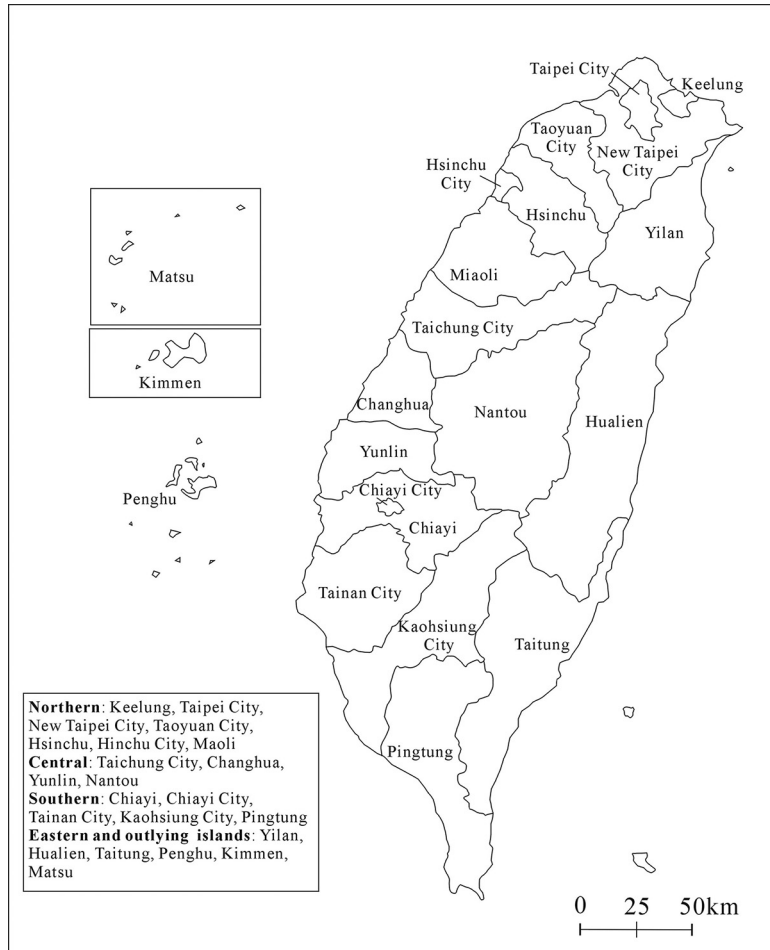 Taipei City
Keelung
Taoyuan
City
New Taipei
City
Hsinchu
City
Hsinchu
Yilan
Matsu
Miaoli
Taichung City
Kimmen
Changhua
Nantou
Hualien
Yunlin
Penghu
Chiayi City
Chiayi
Tainan City
Kaohsiung
City
Taitung
Pingtung
Northern: Keelung, Taipei City,
New Taipei City, Taoyuan City,
Hsinchu, Hinchu City, Maoli
Central: Taichung City, Changhua,
Yunlin, Nantou
Southern: Chiayi, Chiayi City,
Tainan City, Kaohsiung City, Pingtung
Eastern and outlying islands: Yilan,
Hualien, Taitung, Penghu, Kimmen,
Matsu
0 25 50km